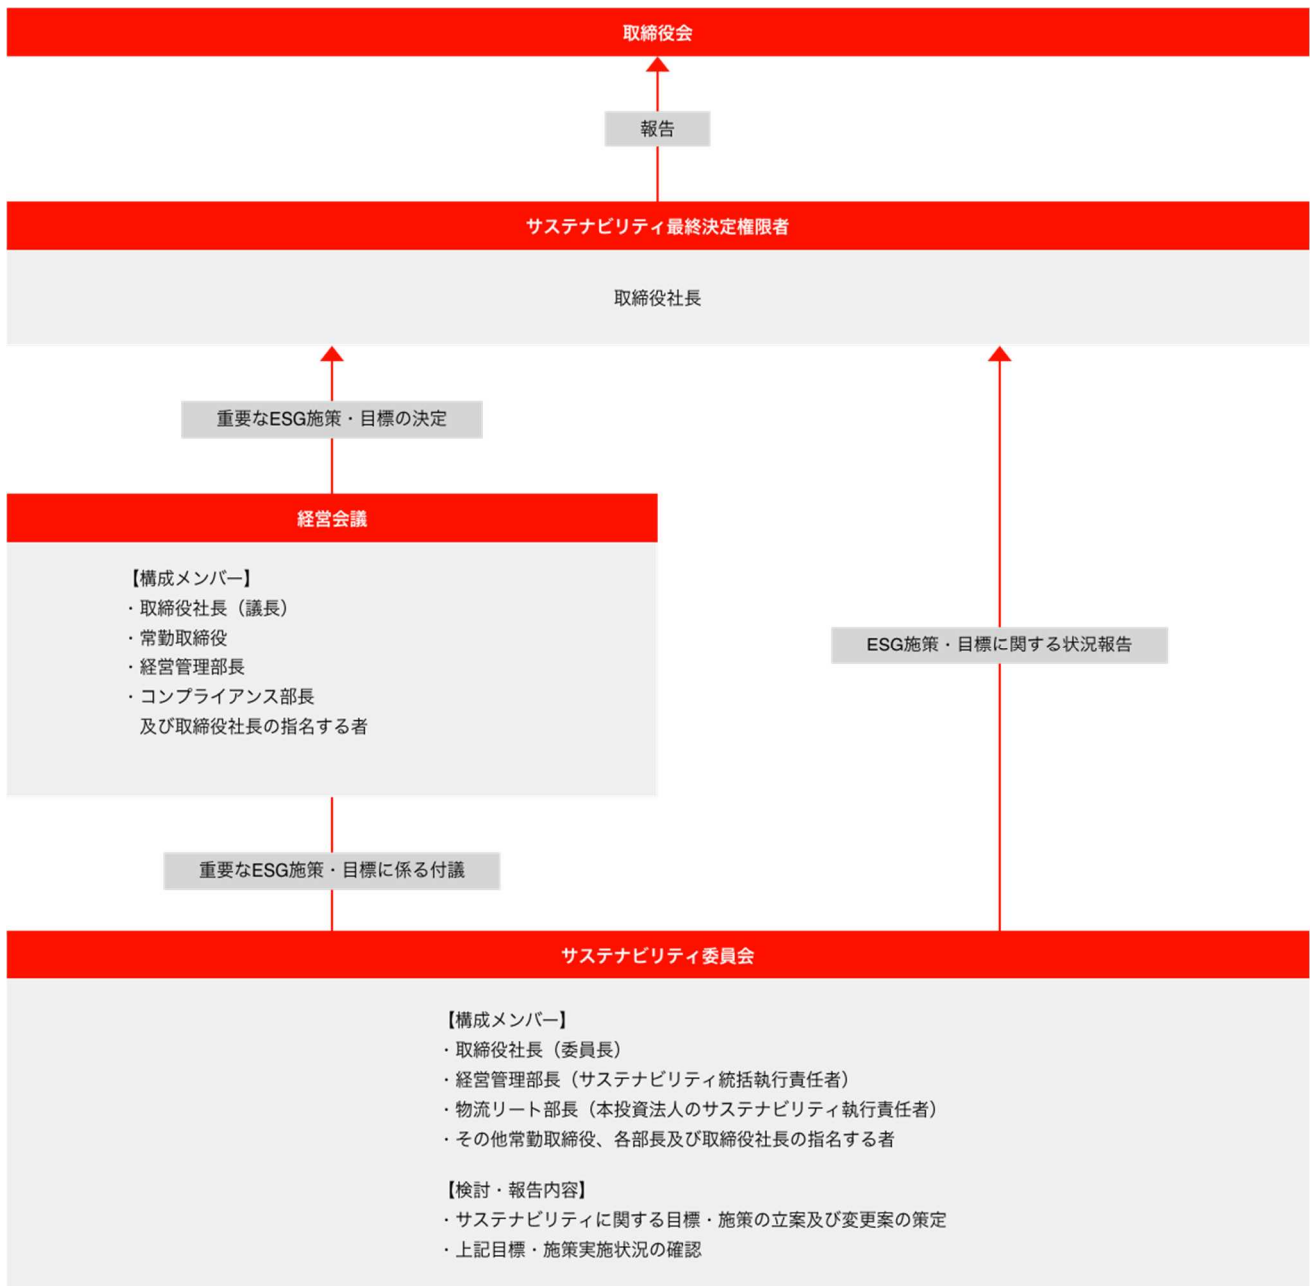 取締役会
報告
サステナビリティ最終決定権限者
取締役社長
重要なESG施策・目標の決定
経営会議
【構成メンバー】
・取締役社長（議長）
・常勤取締役
・経営管理部長
・コンプライアンス部長
及び取締役社長の指名する者
ESG施策・目標に関する状況報告
重要なESG施策・目標に係る付議
サステナビリティ委員会
【構成メンバー】
・取締役社長（委員長）
・経営管理部長（サステナビリティ統括執行責任者）
・物流リート部長（本投資法人のサステナビリティ執行責任者）
・その他常勤取締役、各部長及び取締役社長の指名する者
【検討・報告内容】
・サステナビリティに関する目標・施策の立案及び変更案の策定
・上記目標・施策実施状況の確認